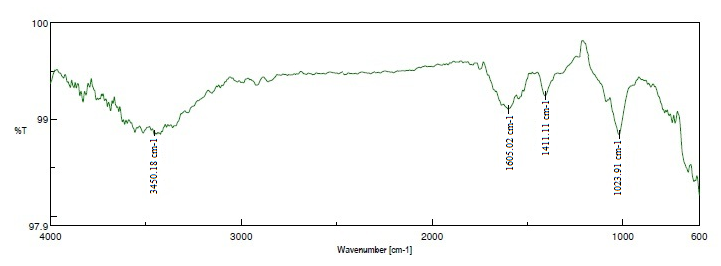 100
99
97.9
%T
3450.18 cm-1
1605.02 cm-1
1411.11 cm-1
1023.91 cm-1
4000 3000 2000 1000 600
Wavenumber [cm-1]